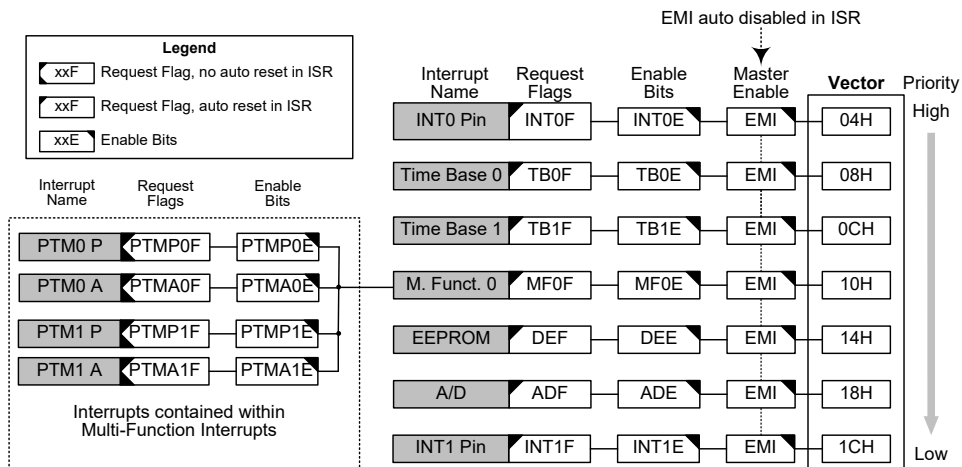 EMI auto disabled in ISR
Legend
xxF Request Flag, no auto reset in ISR
xxF Request Flag, auto reset in ISR
xxE Enable Bits
Interrupt Name Request Flags Enable Bits Master Enable Vector Priority
High
INT0 Pin INT0F INT0E EMI 04H
Time Base 0 TB0F TB0E EMI 08H
Interrupt Name Request Flags Enable Bits
Time Base 1 TB1F TB1E EMI 0CH
PTM0 P PTMP0F PTMP0E
PTM0 A PTMA0F PTMA0E
M. Funct. 0 MF0F MF0E EMI 10H
PTM1 P PTMP1F PTMP1E
EEPROM DEF DEE EMI 14H
PTM1 A PTMA1F PTMA1E
A/D ADF ADE EMI 18H
Interrupts contained within
Multi-Function Interrupts
INT1 Pin INT1F INT1E EMI 1CH
Low